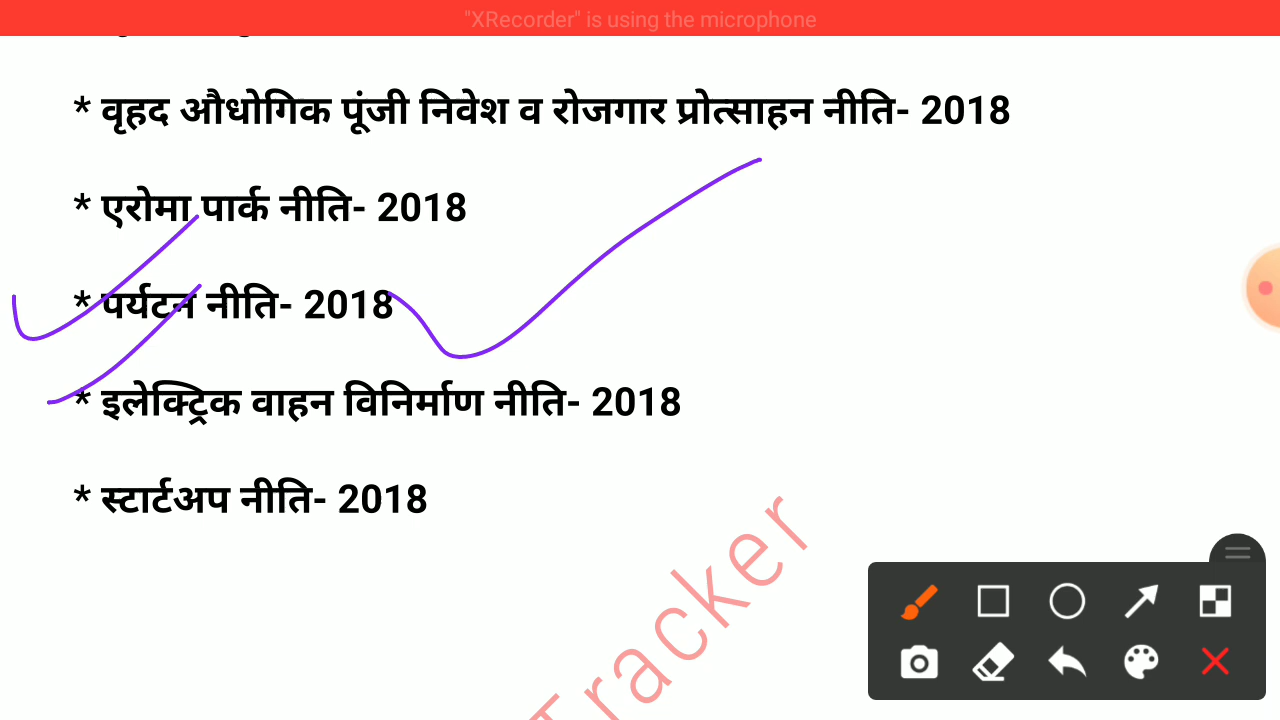 "XRecorder" is using the microphone
* वृहद औधोगिक पूंजी निवेश व रोजगार प्रोत्साहन नीति- 2018
* एरोमा पार्क नीति- 2018
* पर्यटन नीति- 2018
* इलेक्ट्रिक वाहन विनिर्माण नीति- 2018
* स्टार्टअप नीति- 2018
Tracker